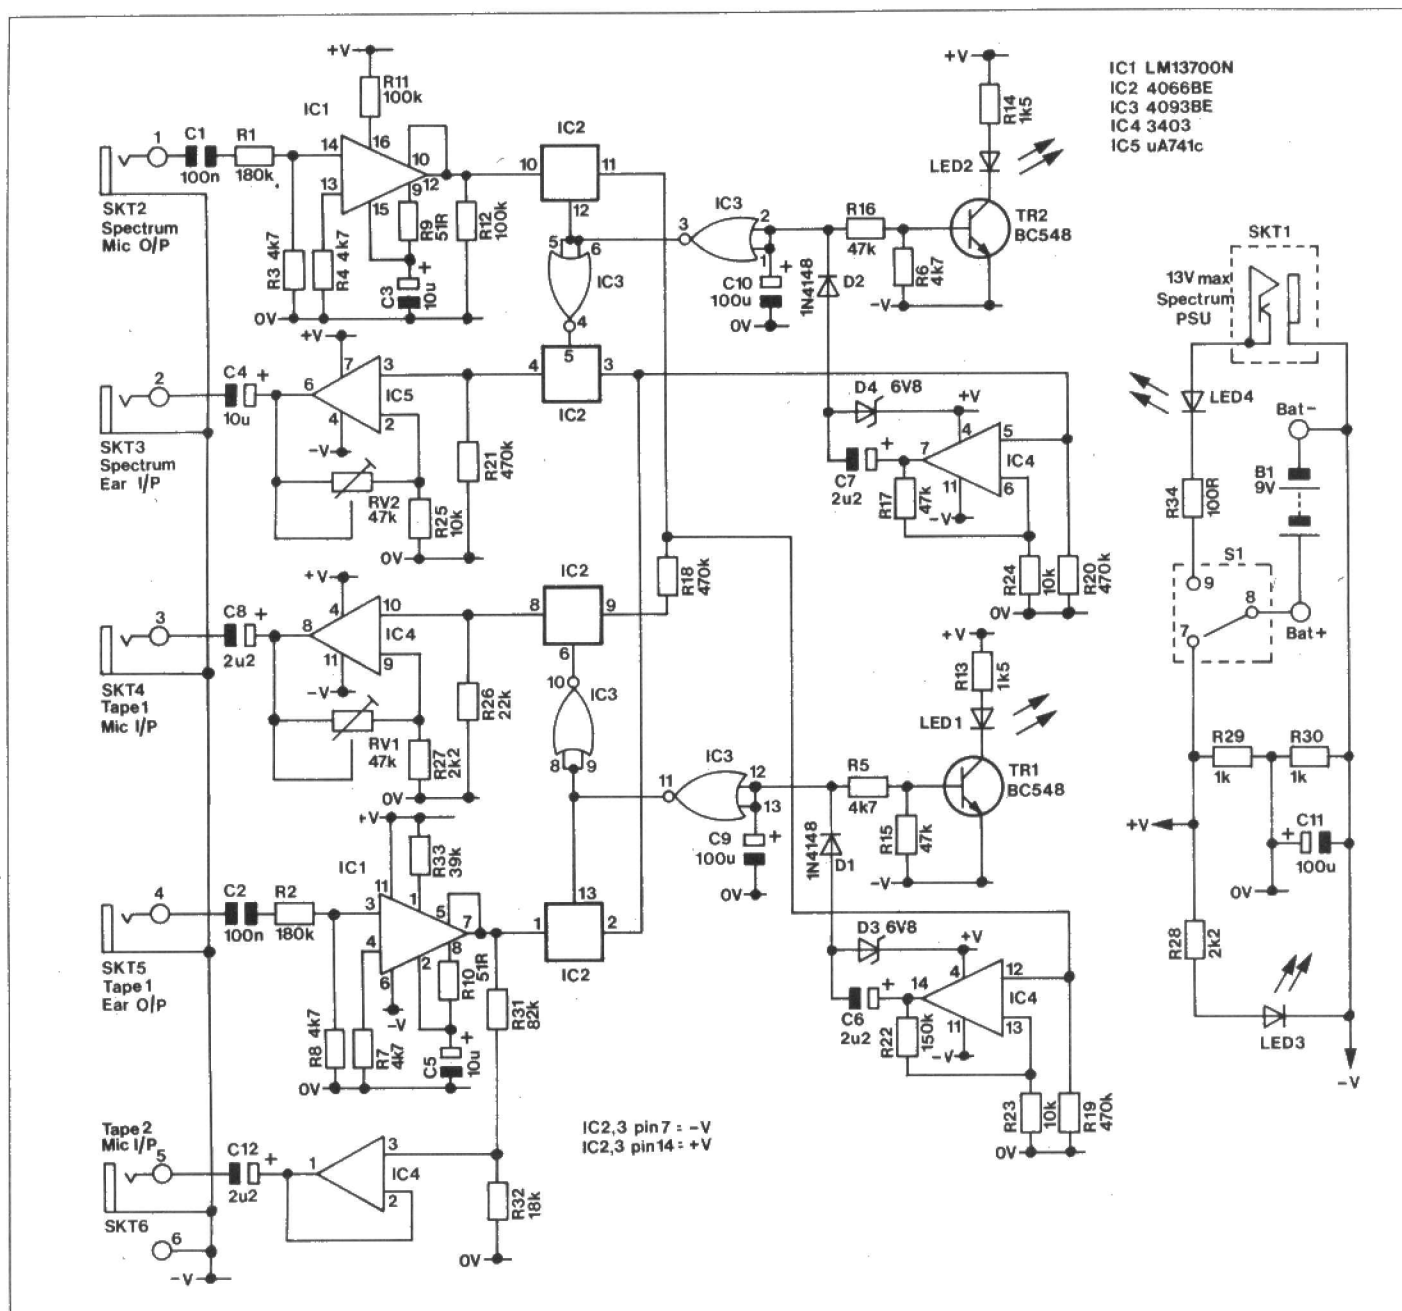 IC1 LM13700N
IC2 4066BE
IC3 4093BE
IC4 3403
IC5 uA741c
+V
R11
100k
IC1
14
16
10
12
13
9
15
1
C1
100n
R1
180k
SKT2
Spectrum
Mic O/P
R3 4k7
R4 4k7
R9
51R
R12
100k
C3
10u
+
0V
IC2
10
11
12
5
6
IC3
4
5
4
3
IC2
3
IC3
2
1
C10
100u
+
0V
1N4148
D2
R16
47k
R6
4k7
-V
+V
R14
1k5
LED2
TR2
BC548
2
C4
10u
+
SKT3
Spectrum
Ear I/P
+V
7
3
6
IC5
4
2
-V
RV2
47k
R25
10k
R21
470k
0V
D4 6V8
+V
4
5
7
IC4
11
6
-V
C7
2u2
+
R17
47k
R24
10k
R20
470k
0V
3
C8
2u2
+
SKT4
Tape1
Mic I/P
+V
4
10
8
IC4
11
9
-V
RV1
47k
R27
2k2
R26
22k
0V
IC2
8
9
6
R18
470k
10
IC3
8
9
11
IC3
12
13
C9
100u
+
0V
1N4148
D1
R5
4k7
R15
47k
-V
+V
R13
1k5
LED1
TR1
BC548
4
C2
100n
R2
180k
SKT5
Tape1
Ear O/P
+V
R33
39k
IC1
11
1
3
5
7
4
8
2
6
-V
R8 4k7
R7
4k7
R10
51R
C5
10u
+
0V
R31
82k
13
1
2
IC2
D3 6V8
+V
4
12
14
IC4
11
13
-V
C6
2u2
+
R22
150k
R23
10k
R19
470k
0V
Tape2
Mic I/P
5
C12
2u2
+
SKT6
6
-V
1
3
IC4
2
R32
18k
0V
IC2,3 pin 7 = -V
IC2,3 pin 14 = +V
SKT1
13V max
Spectrum
PSU
LED4
R34
100R
Bat-
B1
9V
S1
9
8
7
Bat+
R29
1k
R30
1k
+V
+
C11
100u
0V
R28
2k2
LED3
-V